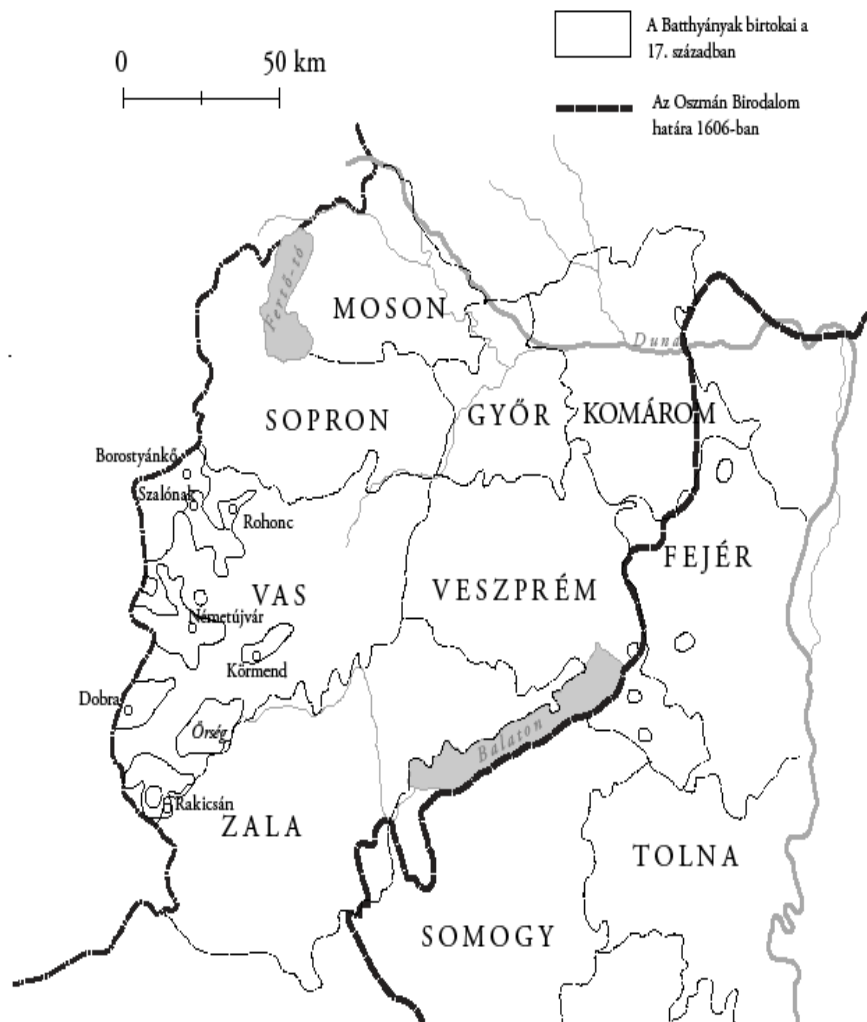 A Batthyányak birtokai a
17. században
0 50 km
Az Oszmán Birodalom
határa 1606-ban
Fertő-tó
MOSON
Duna
SOPRON
GYŐR
KOMÁROM
Borostyánkő
Szalónak
Rohonc
FEJÉR
VAS
VESZPRÉM
Németújvár
Körmend
Dobra
Őrség
Balaton
Rakicsán
ZALA
TOLNA
SOMOGY